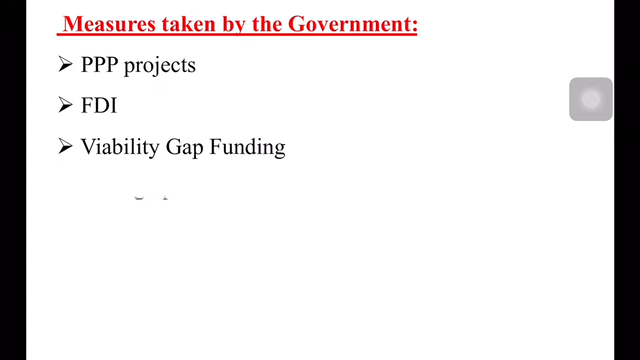 Measures taken by the Government:
➢ PPP projects
➢ FDI
➢ Viability Gap Funding